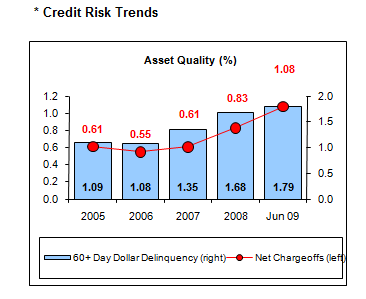 * Credit Risk Trends
Asset Quality (%)
1.08
1.2 0.61 0.55 0.61 0.83 2.0
1.0
0.8
0.6
0.4
0.2
0.0
1.5
1.0
0.5
0.0
1.09 1.08 1.35 1.68 1.79
2005 2006 2007 2008 Jun 09
60+ Day Dollar Delinquency (right) Net Chargeoffs (left)